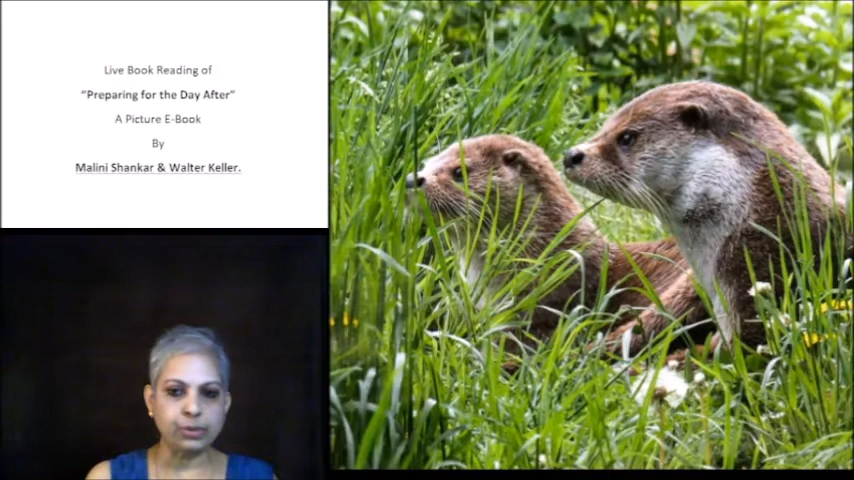 Live Book Reading of
“Preparing for the Day After”
A Picture E-Book
By
Malini Shankar & Walter Keller.